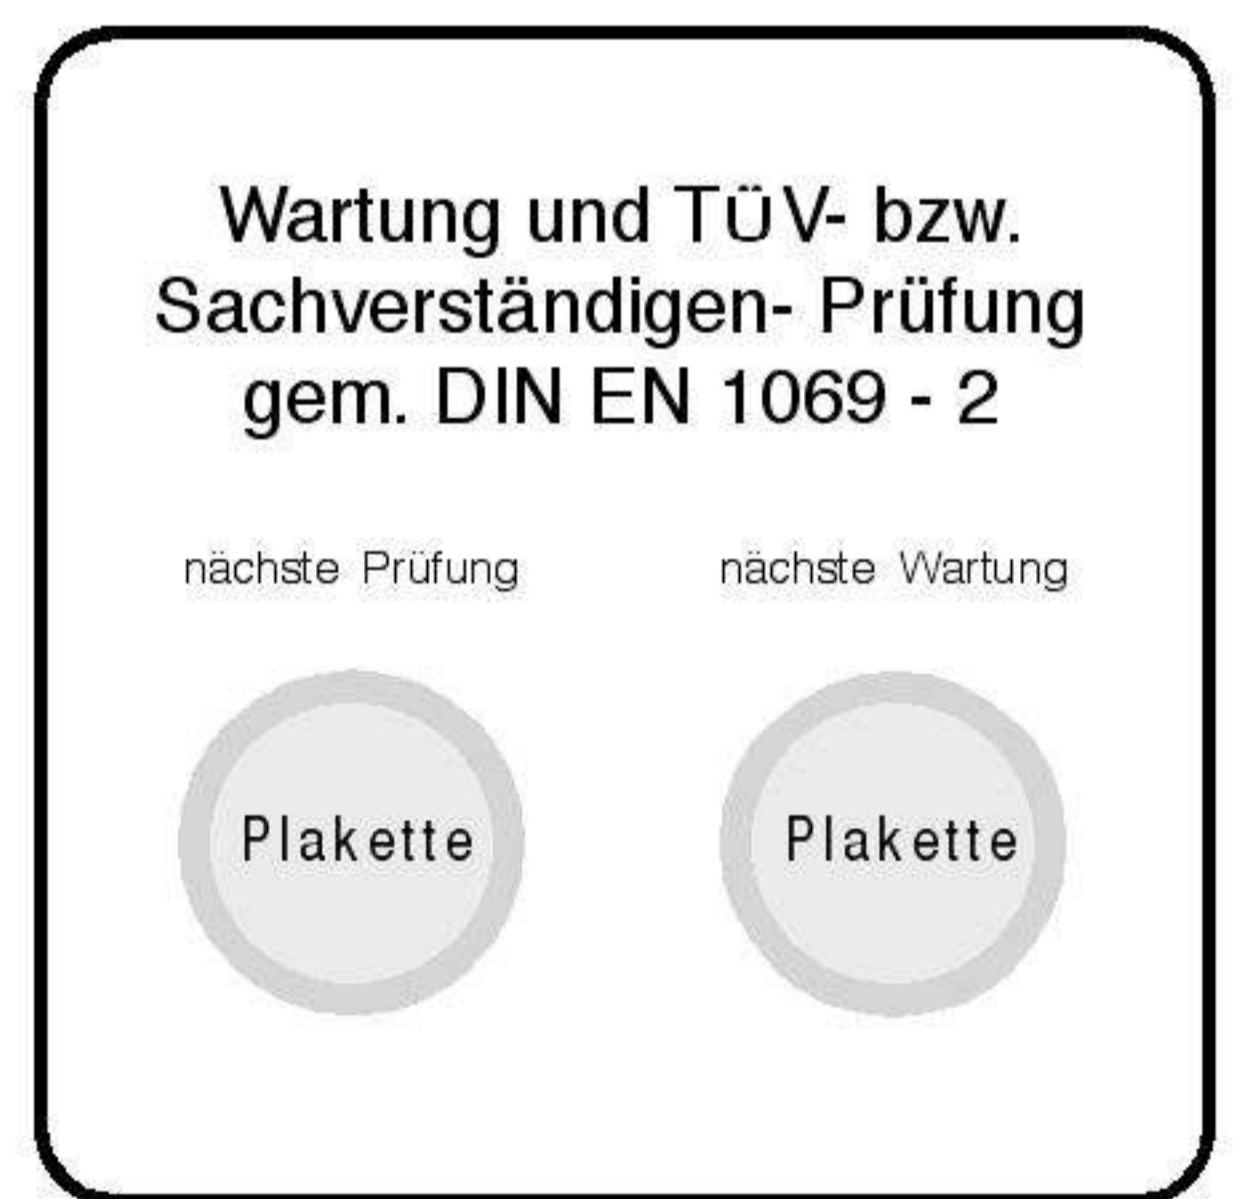 Wartung und TÜV- bzw.
Sachverständigen- Prüfung
gem. DIN EN 1069 - 2
nächste Prüfung
nächste Wartung
Plakette
Plakette